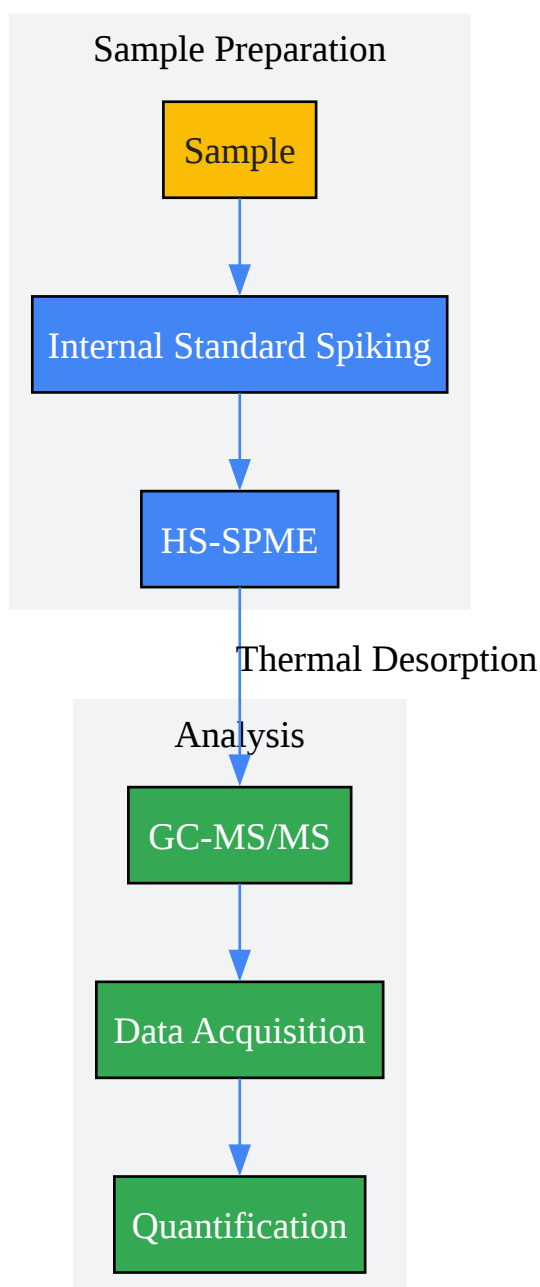 Sample Preparation
Sample
Internal Standard Spiking
HS-SPME
Thermal Desorption
Analysis
GC-MS/MS
Data Acquisition
Quantification